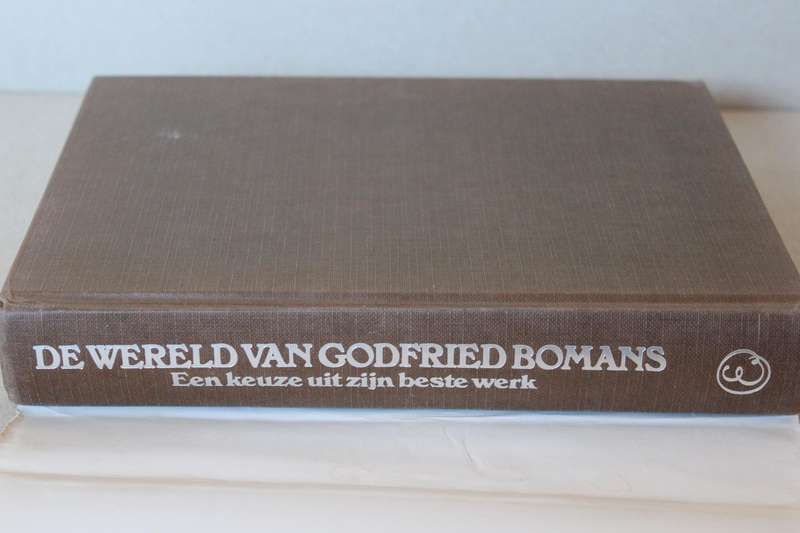 DE WERELD VAN GODFRIED BOMANS
Een keuze uit zijn beste werk